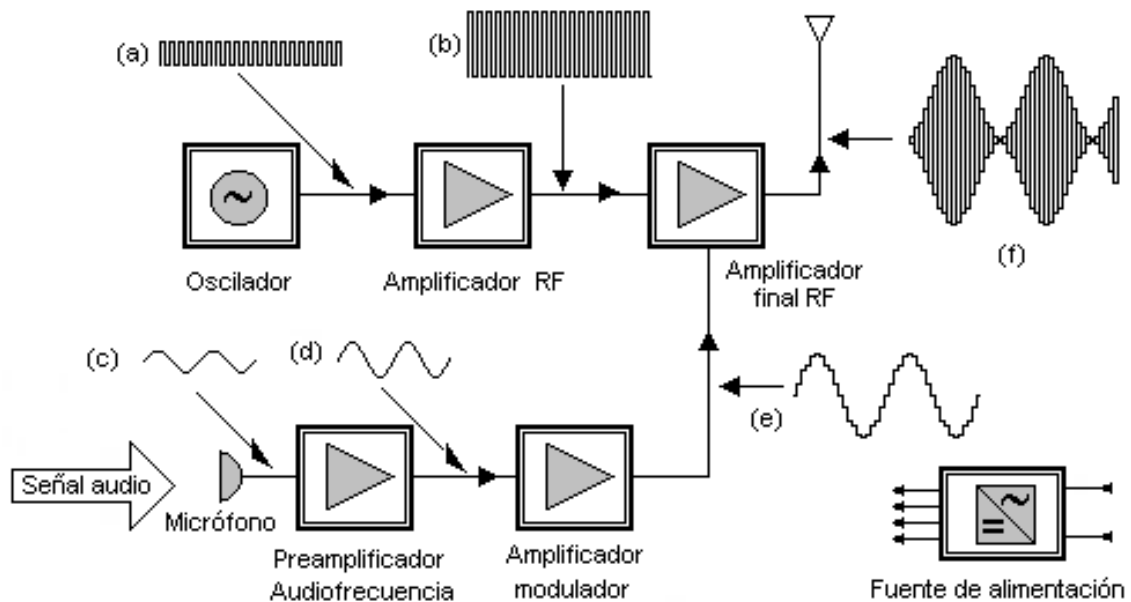 (a)
(b)
Oscilador
Amplificador RF
Amplificador
final RF
(f)
(c)
(d)
(e)
Señal audio
Micrófono
Preamplificador
Audiofrecuencia
Amplificador
modulador
Fuente de alimentación